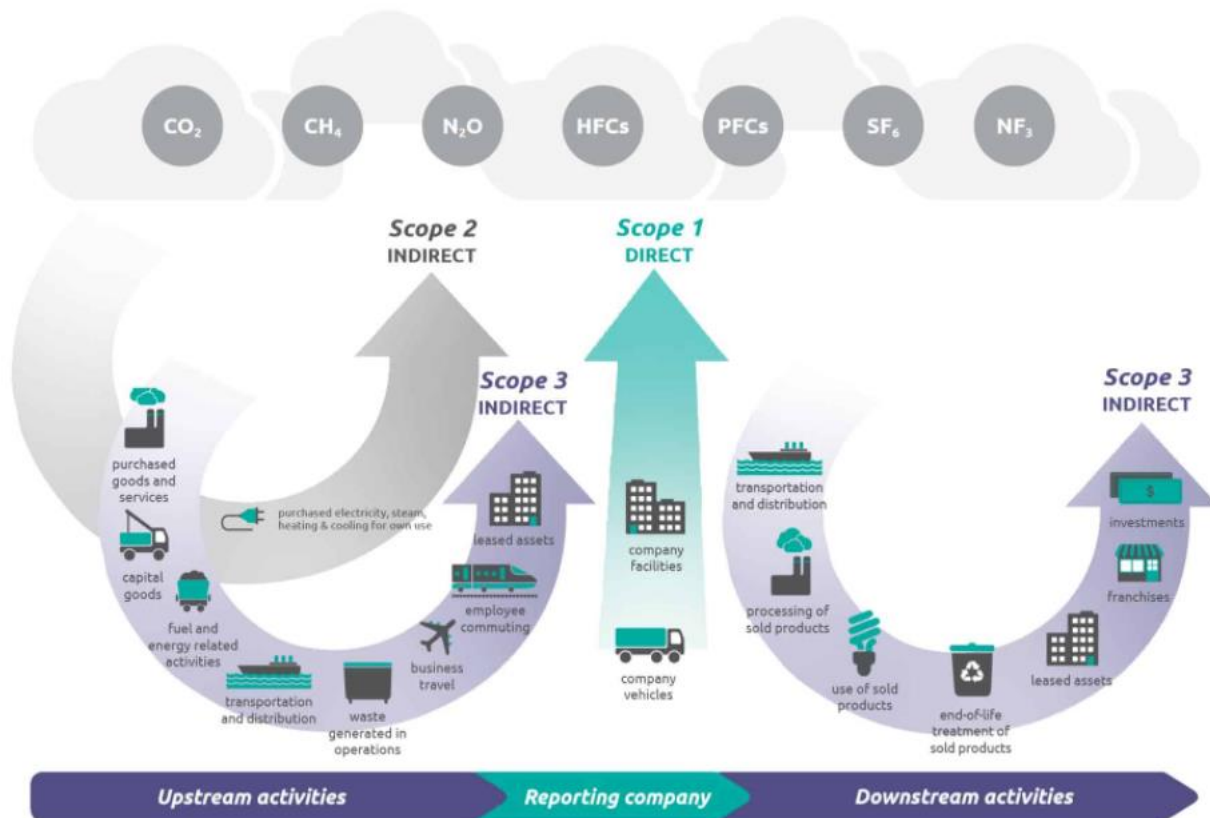 CO₂
CH₄
N₂O
HFCs
PFCs
SF₆
NF₃
Scope 2
INDIRECT
Scope 1
DIRECT
Scope 3
INDIRECT
Scope 3
INDIRECT
purchased
goods and
services
capital
goods
fuel and
energy related
activities
transportation
and distribution
waste
generated in
operations
business
travel
employee
commuting
leased assets
purchased electricity, steam,
heating & cooling for own use
company
facilities
company
vehicles
transportation
and distribution
processing of
sold products
use of sold
products
end-of-life
treatment of
sold products
leased assets
franchises
investments
$
Upstream activities
Reporting company
Downstream activities